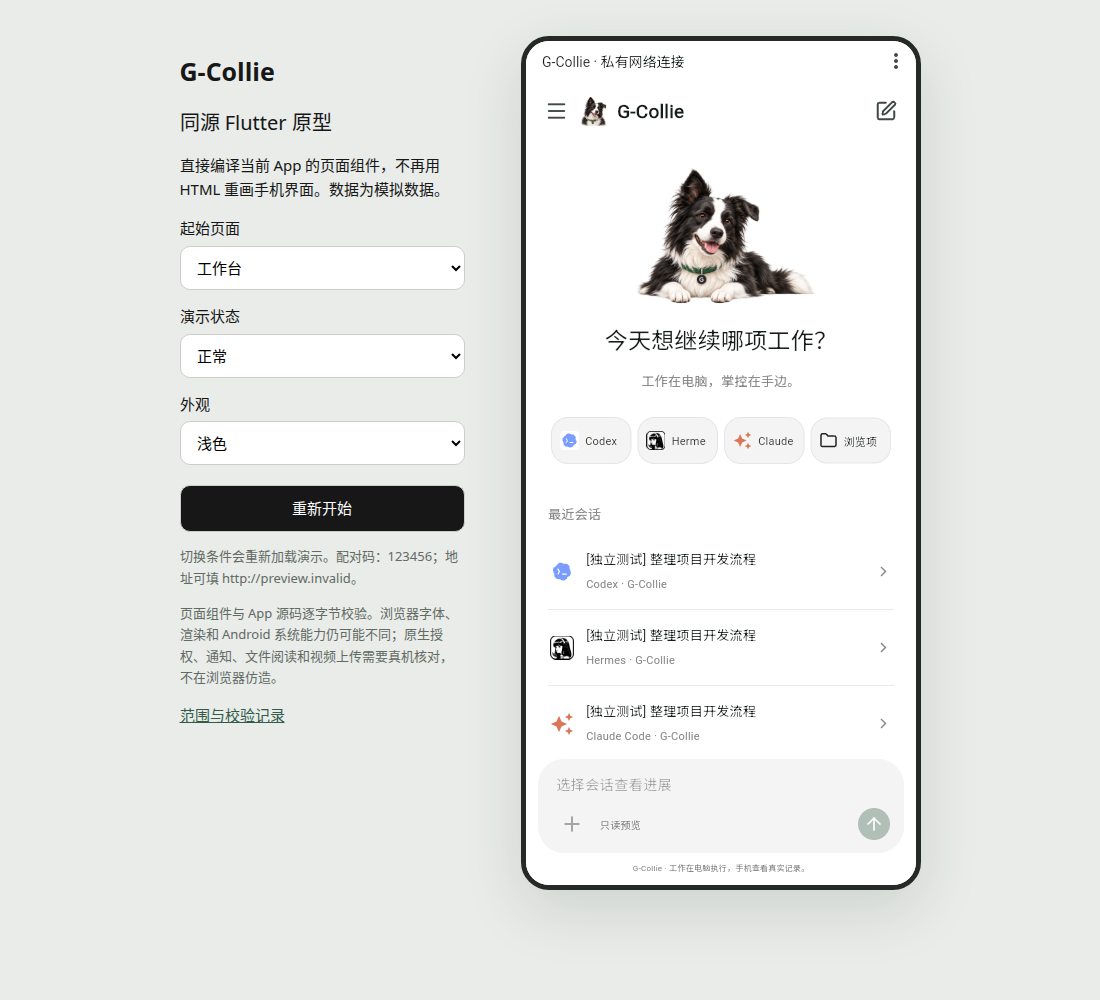 G-Collie
同源 Flutter 原型
直接编译当前 App 的页面组件，不再用
HTML 重画手机界面。数据为模拟数据。
起始页面
工作台
演示状态
正常
外观
浅色
重新开始
切换条件会重新加载演示。配对码：123456；地
址可填 http://preview.invalid。
页面组件与 App 源码逐字节校验。浏览器字体、
渲染和 Android 系统能力仍可能不同；原生授
权、通知、文件阅读和视频上传需要真机核对，
不在浏览器仿造。
范围与校验记录
G-Collie · 私有网络连接
G-Collie
今天想继续哪项工作？
工作在电脑，掌控在手边。
Codex
Herme
Claude
浏览项
最近会话
[独立测试] 整理项目开发流程
Codex · G-Collie
[独立测试] 整理项目开发流程
Hermes · G-Collie
[独立测试] 整理项目开发流程
Claude Code · G-Collie
选择会话查看进展
只读预览
G-Collie · 工作在电脑执行，手机查看真实记录。